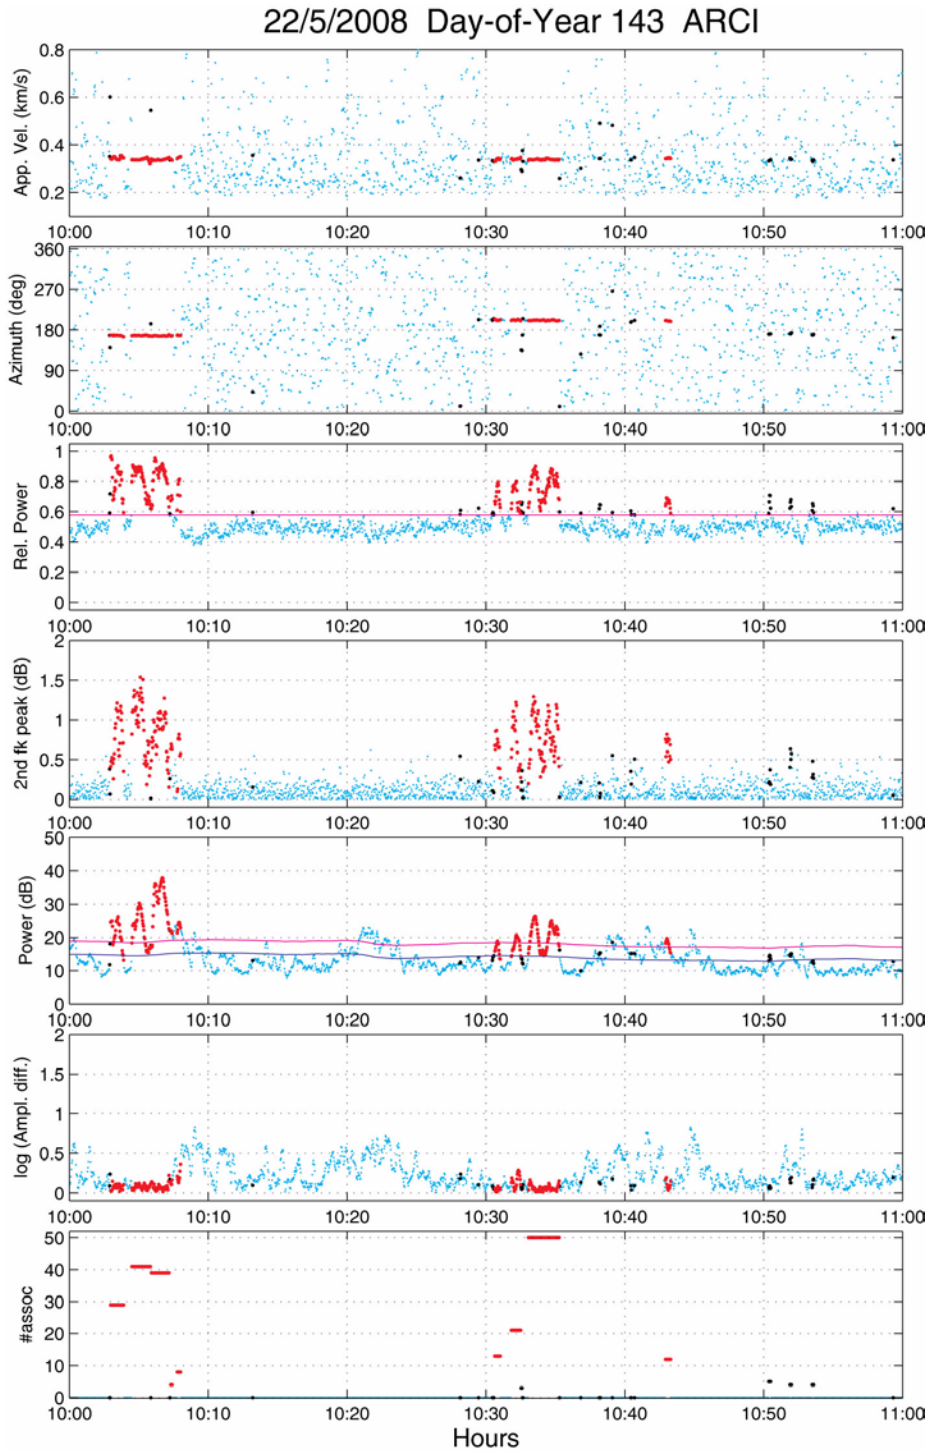 22/5/2008 Day-of-Year 143 ARCI
App. Vel. (km/s)
0.8
0.6
0.4
0.2
10:00 10:10 10:20 10:30 10:40 10:50 11:00
Azimuth (deg)
360
270
180
90
0
10:00 10:10 10:20 10:30 10:40 10:50 11:00
Rel. Power
1
0.8
0.6
0.4
0.2
0
10:00 10:10 10:20 10:30 10:40 10:50 11:00
2nd fk peak (dB)
2
1.5
1
0.5
0
10:00 10:10 10:20 10:30 10:40 10:50 11:00
Power (dB)
50
40
30
20
10
0
10:00 10:10 10:20 10:30 10:40 10:50 11:00
log (Ampl. diff.)
2
1.5
1
0.5
0
10:00 10:10 10:20 10:30 10:40 10:50 11:00
#assoc
50
40
30
20
10
0
10:00 10:10 10:20 10:30 10:40 10:50 11:00
Hours